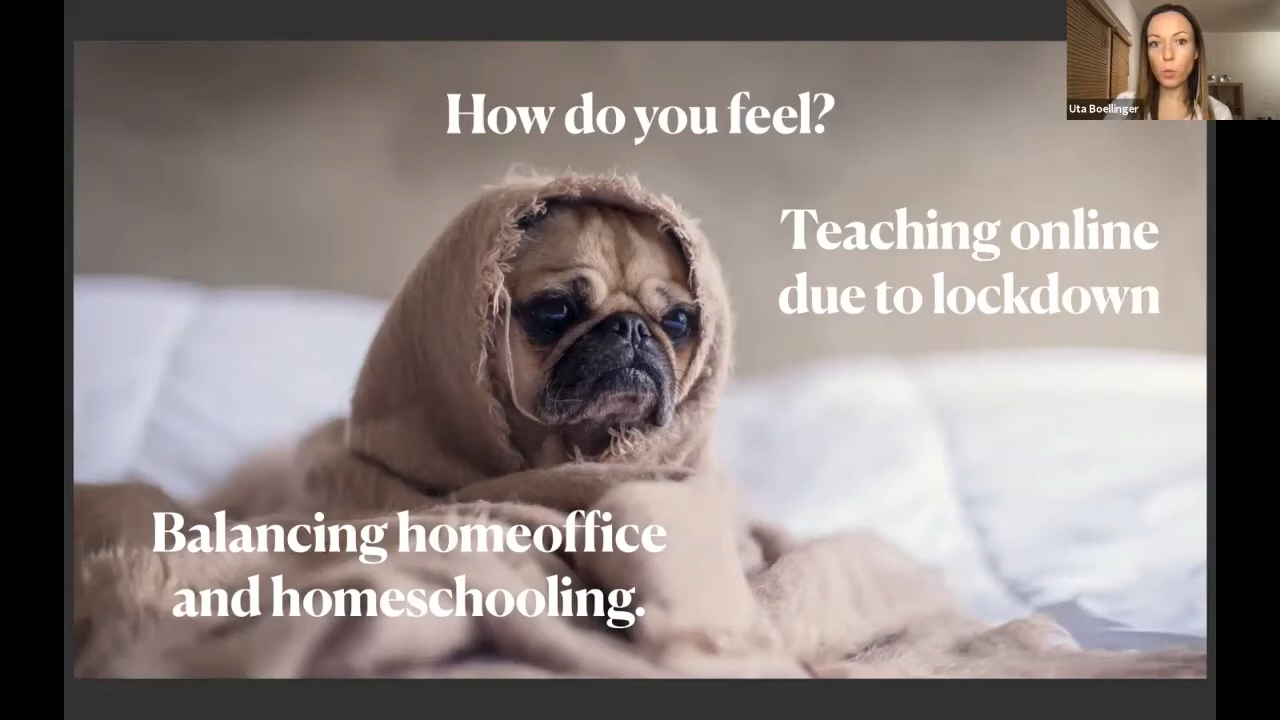 Uta Boellinger
How do you feel?
Teaching online
due to lockdown
Balancing homeoffice
and homeschooling.